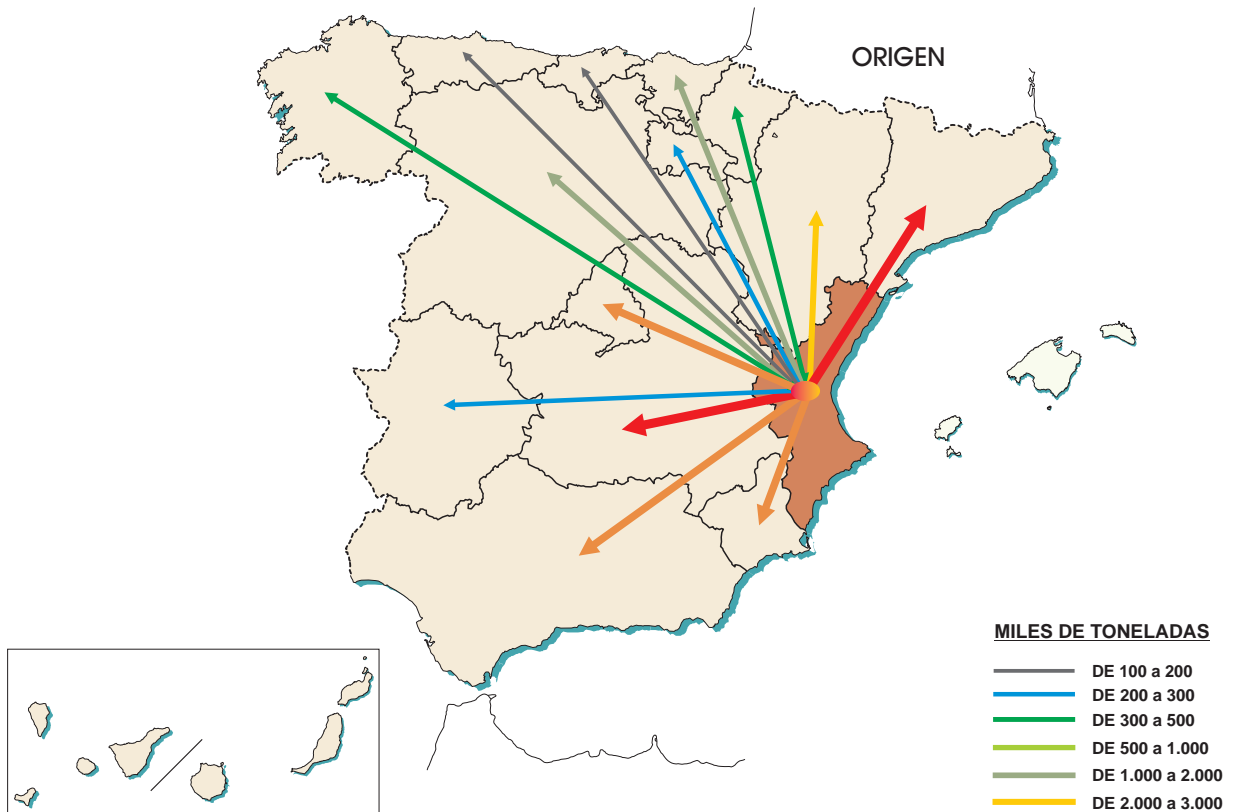 ORIGEN
MILES DE TONELADAS
DE 100 a 200
DE 200 a 300
DE 300 a 500
DE 500 a 1.000
DE 1.000 a 2.000
DE 2.000 a 3.000